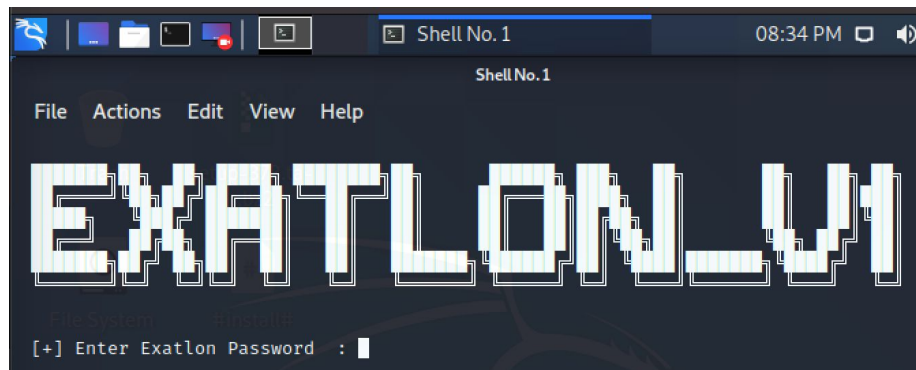 Shell No. 1
08:34 PM
Shell No. 1
File Actions Edit View Help
EXATLON_V1
File System
[+] Enter Exatlon Password :